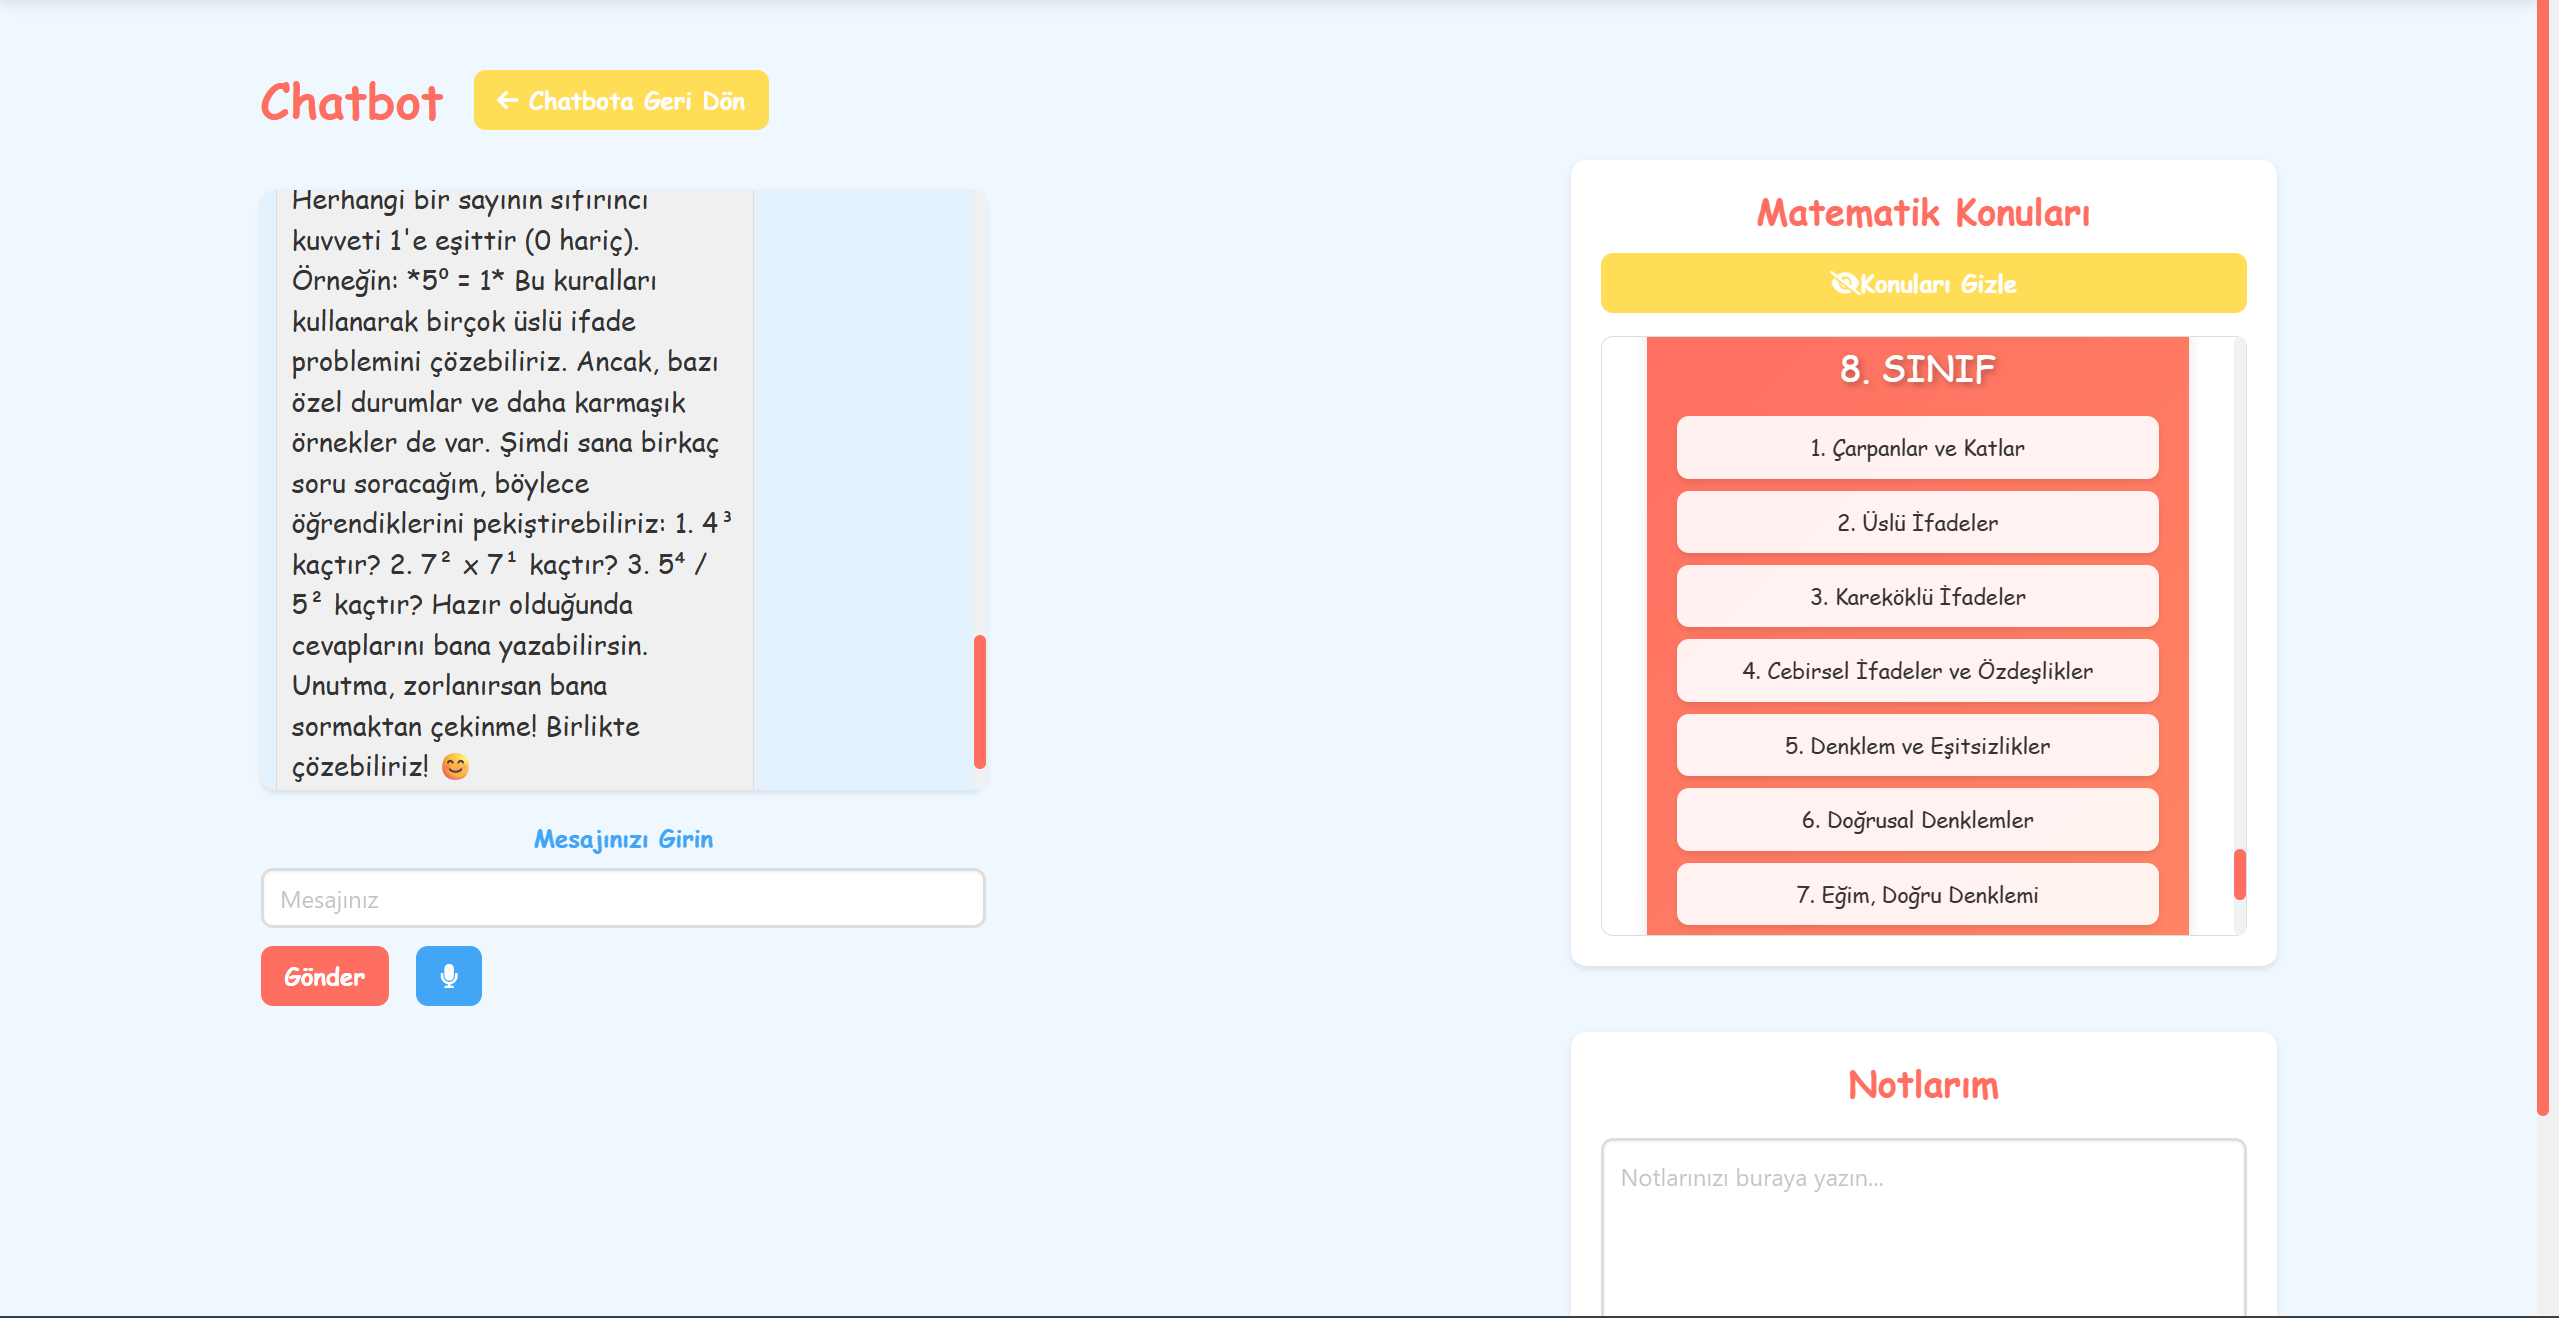 Chatbot
Chatbota Geri Dön
Herhangi bir sayının sıfırıncı
kuvveti 1'e eşittir (0 hariç).
Örneğin: *5⁰ = 1* Bu kuralları
kullanarak birçok üslü ifade
problemini çözebiliriz. Ancak, bazı
özel durumlar ve daha karmaşık
örnekler de var. Şimdi sana birkaç
soru soracağım, böylece
öğrendiklerini pekiştirebiliriz: 1. 4³
kaçtır? 2. 7² x 7¹ kaçtır? 3. 5⁴ /
5² kaçtır? Hazır olduğunda
cevaplarını bana yazabilirsin.
Unutma, zorlanırsan bana
sormaktan çekinme! Birlikte
çözebiliriz! 😊
Mesajınızı Girin
Mesajınız
Gönder
Matematik Konuları
Konuları Gizle
8. SINIF
1. Çarpanlar ve Katlar
2. Üslü İfadeler
3. Kareköklü İfadeler
4. Cebirsel İfadeler ve Özdeşlikler
5. Denklem ve Eşitsizlikler
6. Doğrusal Denklemler
7. Eğim, Doğru Denklemi
Notlarım
Notlarınızı buraya yazın...